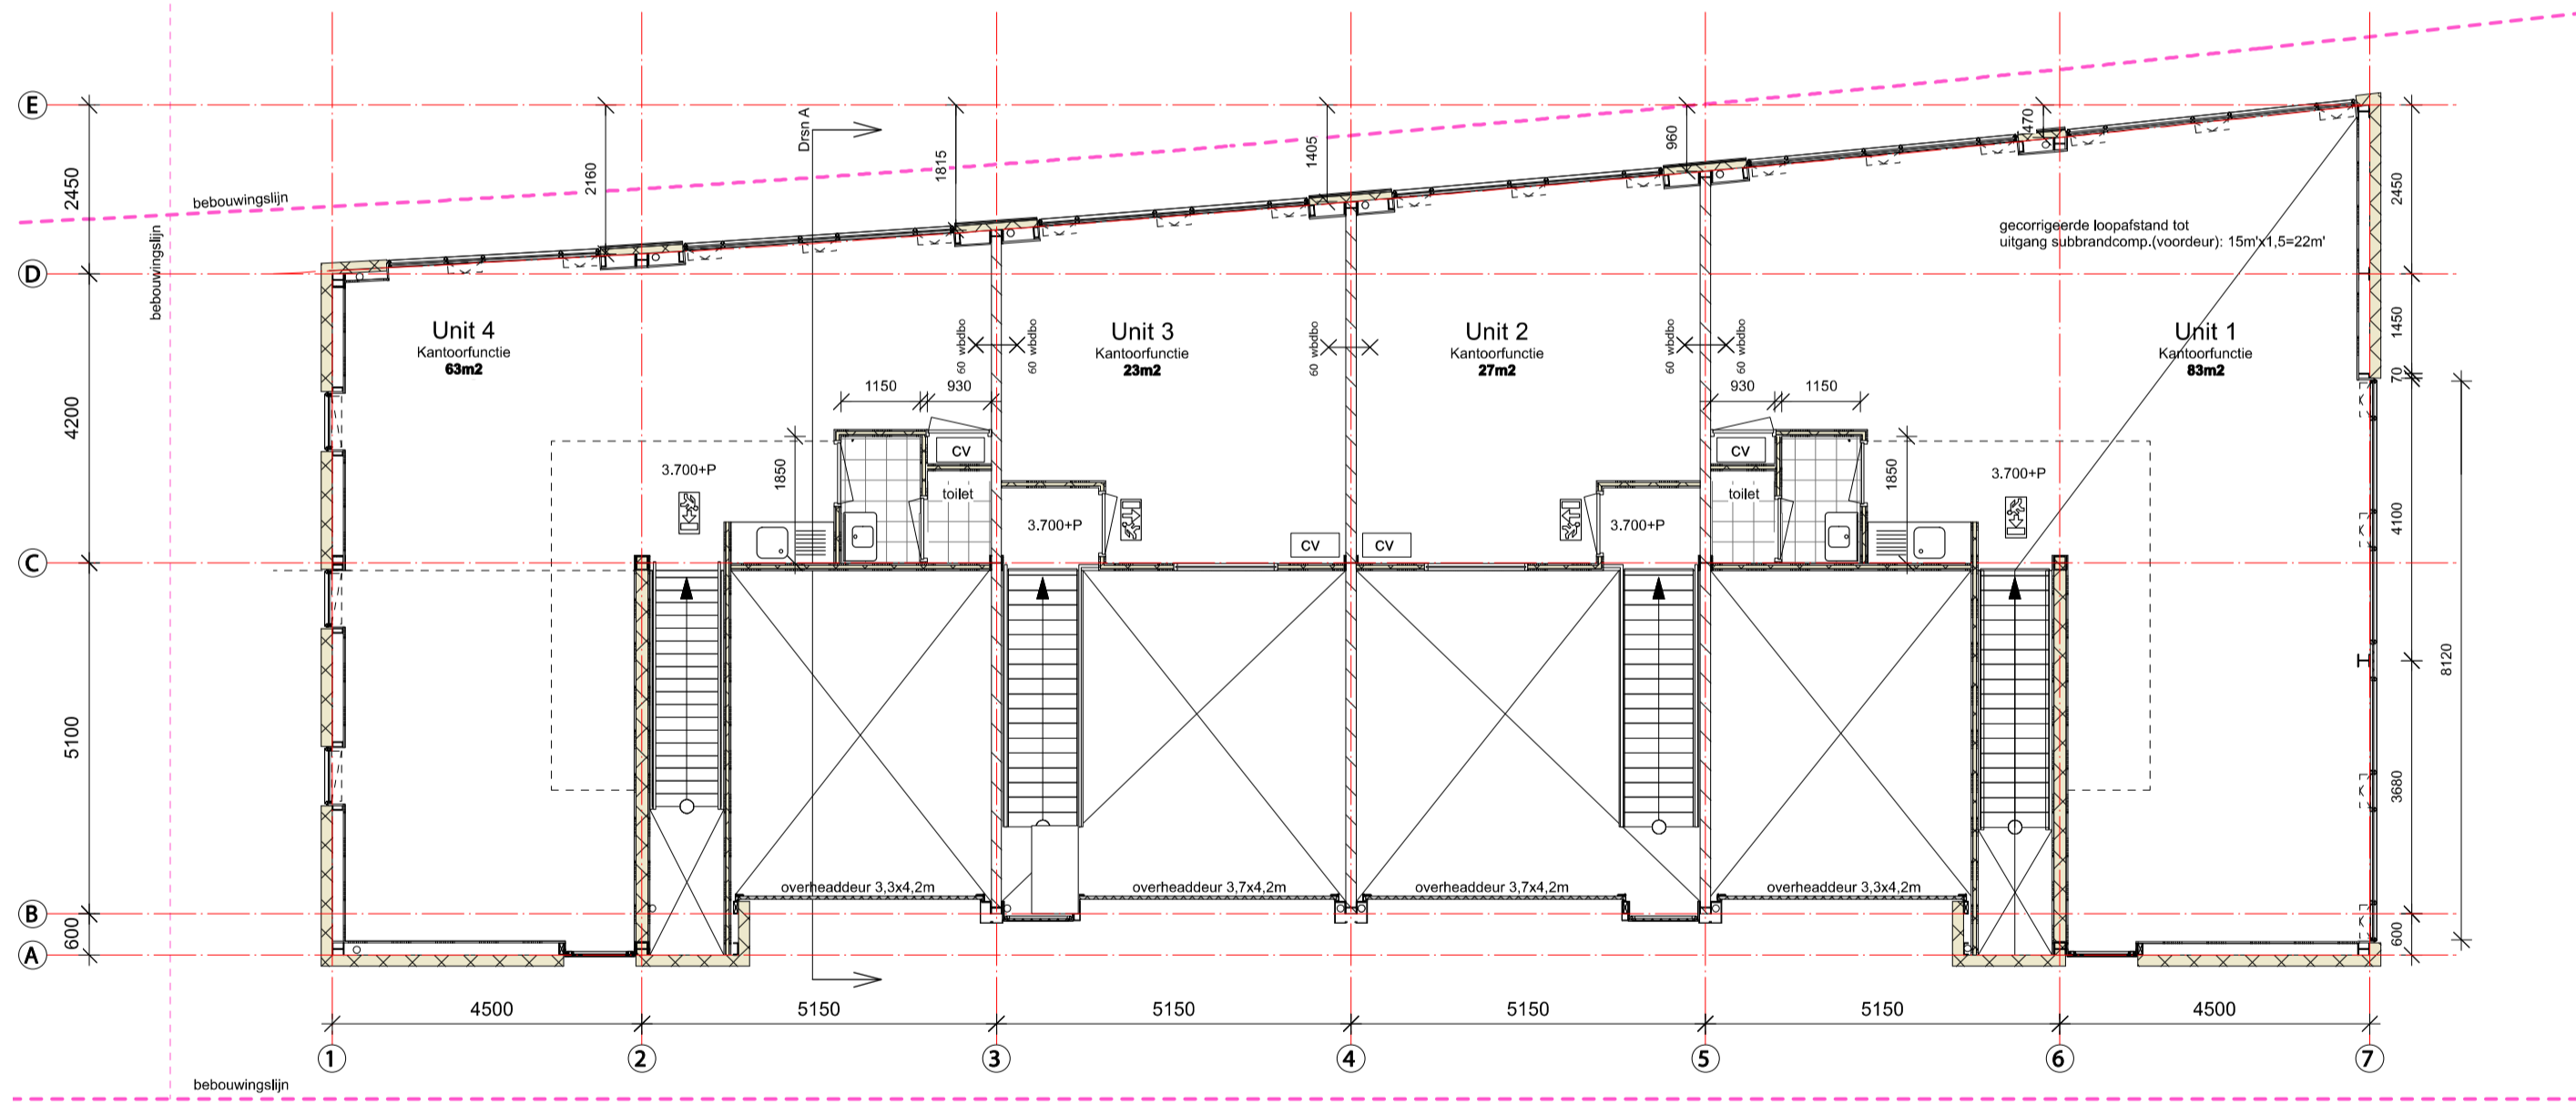 E
D
C
B
A
2450
4200
5100
600
bebouwingslijn
bebouwingslijn
bebouwingslijn
2160
Drsn A
1815
1405
960
470
gecorrigeerde loopafstand tot
uitgang subbrandcomp.(voordeur): 15m'x1,5=22m'
Unit 4
Kantoorfunctie
63m2
Unit 3
Kantoorfunctie
23m2
Unit 2
Kantoorfunctie
27m2
Unit 1
Kantoorfunctie
83m2
60 wbdbo
60 wbdbo
60 wbdbo
60 wbdbo
60 wbdbo
1150
930
930
1150
1850
1850
CV
CV
CV
CV
toilet
toilet
3.700+P
3.700+P
3.700+P
3.700+P
2450
1450
70
4100
3680
600
8120
overheaddeur 3,3x4,2m
overheaddeur 3,7x4,2m
overheaddeur 3,7x4,2m
overheaddeur 3,3x4,2m
4500
5150
5150
5150
5150
4500
1
2
3
4
5
6
7